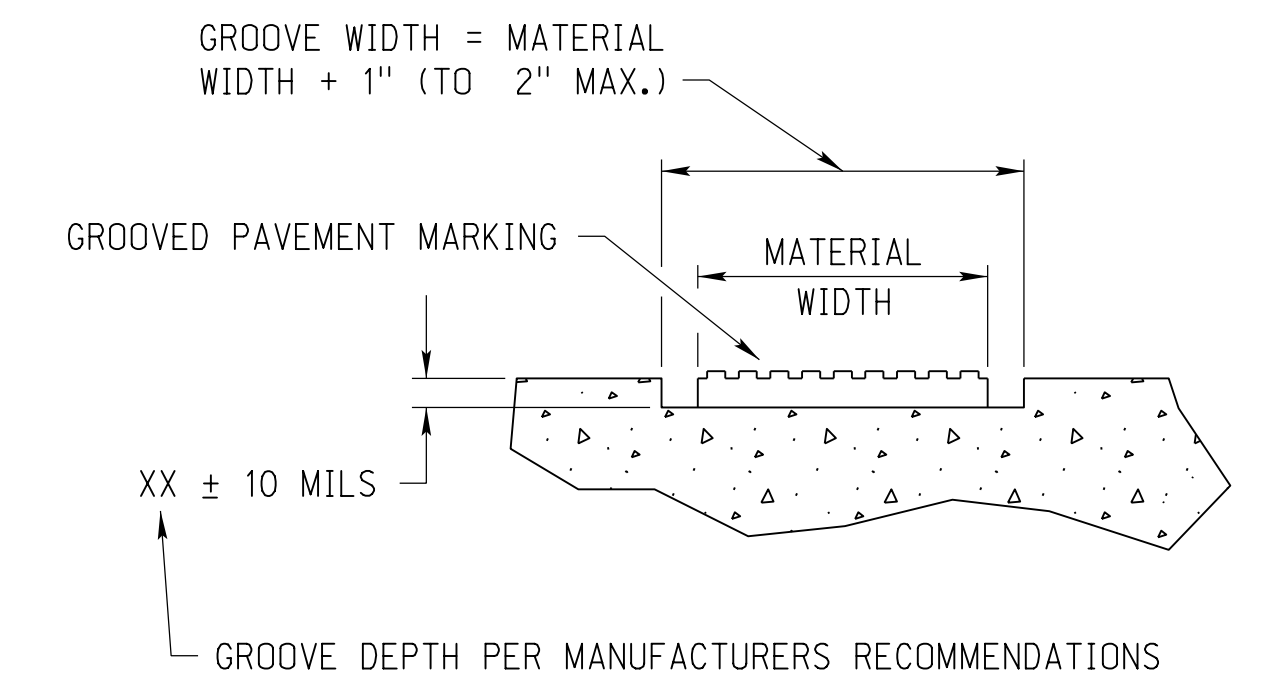 GROOVE WIDTH = MATERIAL
WIDTH + 1" (TO 2" MAX.)
GROOVED PAVEMENT MARKING
MATERIAL
WIDTH
XX ± 10 MILS
GROOVE DEPTH PER MANUFACTURERS RECOMMENDATIONS